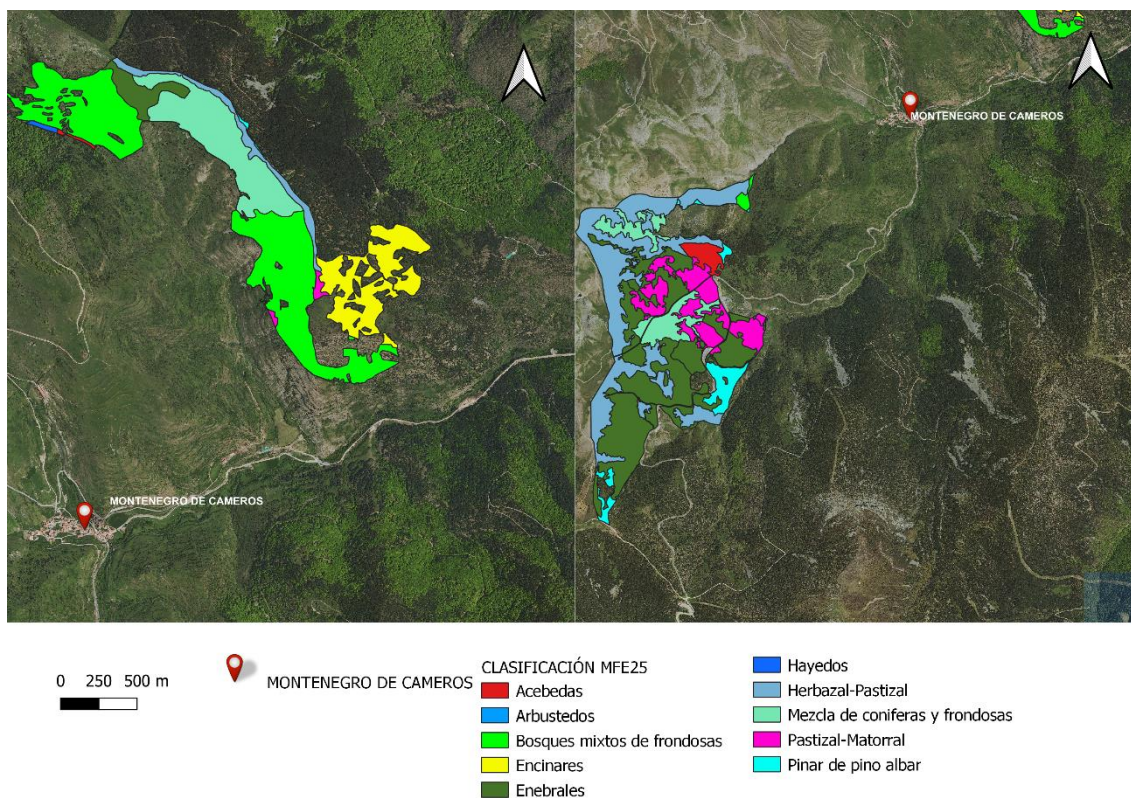 MONTENEGRO DE CAMEROS
MONTENEGRO DE CAMEROS
0 250 500 m
MONTENEGRO DE CAMEROS
CLASIFICACIÓN MFE25
Acebedas
Arbustedos
Bosques mixtos de frondosas
Encinares
Enebrales
Hayedos
Herbazal-Pastizal
Mezcla de coniferas y frondosas
Pastizal-Matorral
Pinar de pino albar